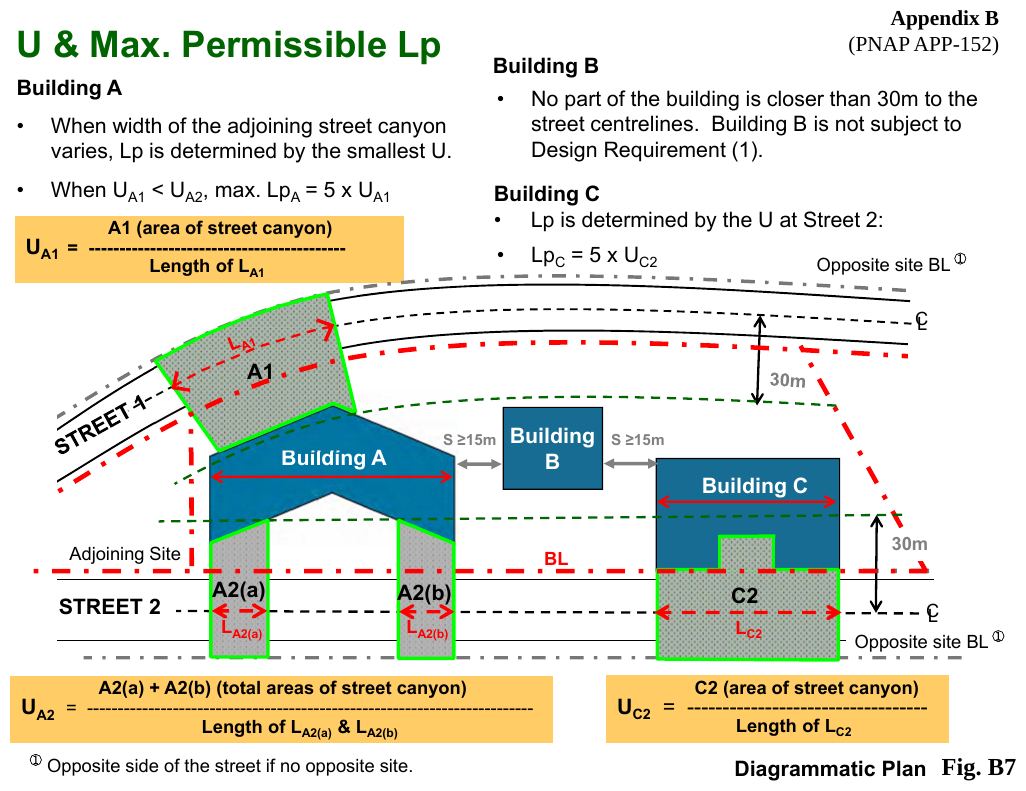 Appendix B
(PNAP APP-152)
U & Max. Permissible Lp
Building A
• When width of the adjoining street canyon
varies, Lp is determined by the smallest U.
• When UA1 < UA2, max. LpA = 5 x UA1
A1 (area of street canyon)
UA1 = ------------------------------------------
Length of LA1
Building B
• No part of the building is closer than 30m to the
street centrelines. Building B is not subject to
Design Requirement (1).
Building C
• Lp is determined by the U at Street 2:
• LpC = 5 x UC2
Opposite site BL ①
℄
LA1
A1
30m
STREET 1
S ≥15m
Building
B
S ≥15m
Building A
Building C
Adjoining Site
BL
30m
STREET 2
A2(a)
A2(b)
C2
℄
LA2(a)
LA2(b)
LC2
Opposite site BL ①
A2(a) + A2(b) (total areas of street canyon)
UA2 = --------------------------------------------------------------------------------
Length of LA2(a) & LA2(b)
C2 (area of street canyon)
UC2 = -----------------------------------
Length of LC2
① Opposite side of the street if no opposite site.
Diagrammatic Plan Fig. B7